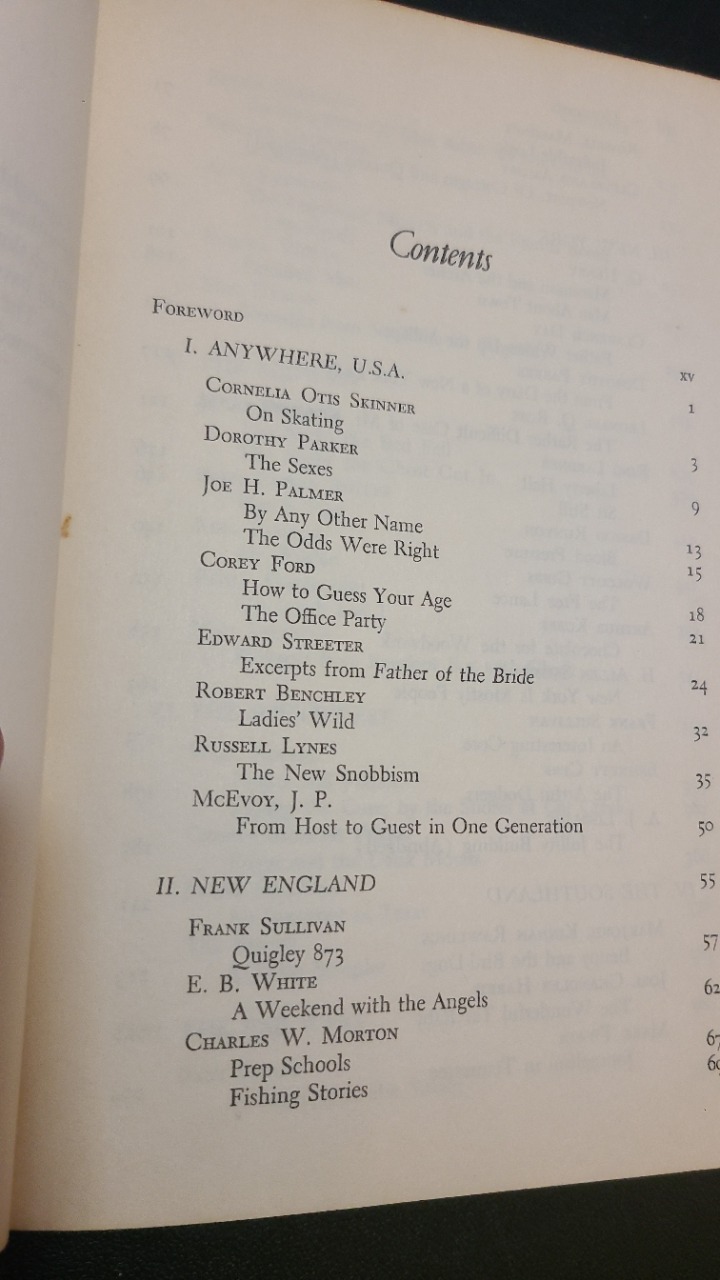 Contents
FOREWORD xv
I. ANYWHERE, U.S.A. 1
CORNELIA OTIS SKINNER
On Skating 3
DOROTHY PARKER
The Sexes 9
JOE H. PALMER
By Any Other Name 13
The Odds Were Right 15
COREY FORD
How to Guess Your Age 18
The Office Party 21
EDWARD STREETER
Excerpts from Father of the Bride 24
ROBERT BENCHLEY
Ladies' Wild 32
RUSSELL LYNES
The New Snobbism 35
McEVOY, J. P.
From Host to Guest in One Generation 50
II. NEW ENGLAND 55
FRANK SULLIVAN
Quigley 873 57
E. B. WHITE
A Weekend with the Angels 62
CHARLES W. MORTON
Prep Schools 67
Fishing Stories